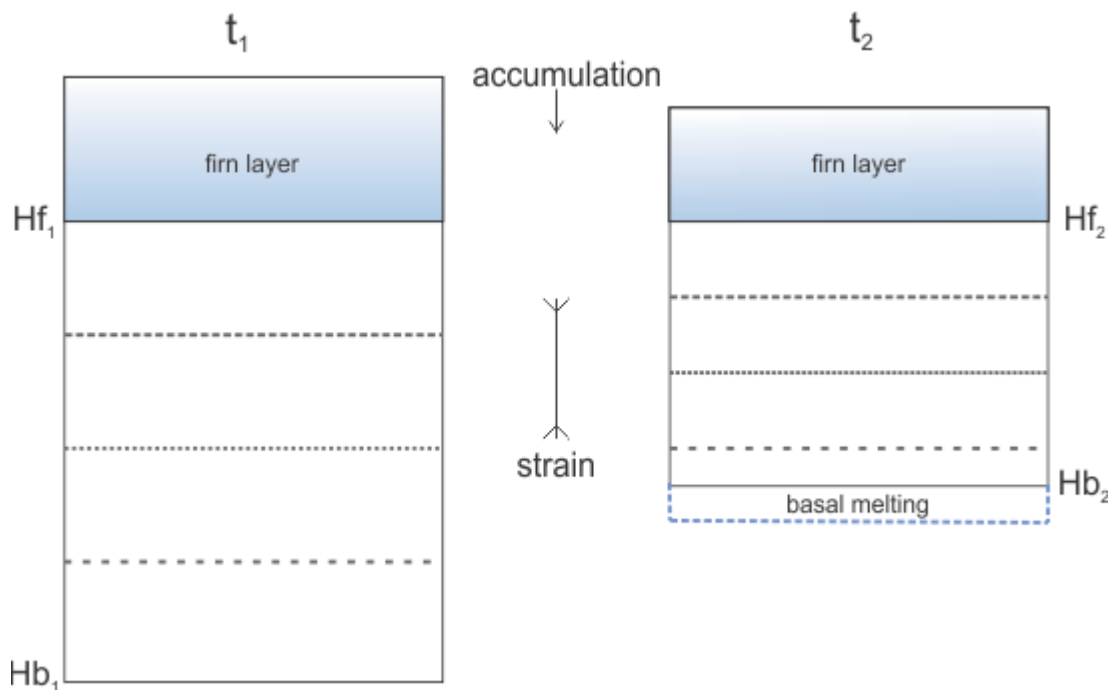 t₁
t₂
accumulation
firn layer
firn layer
Hf₁
Hf₂
strain
Hb₂
basal melting
Hb₁